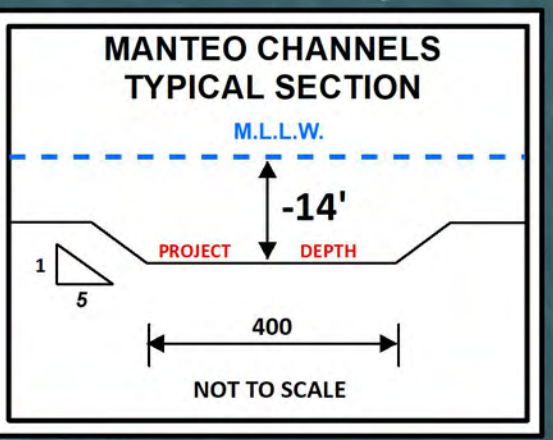 MANTEO CHANNELS
TYPICAL SECTION
M.L.L.W.
-14'
PROJECT DEPTH
1
5
400
NOT TO SCALE